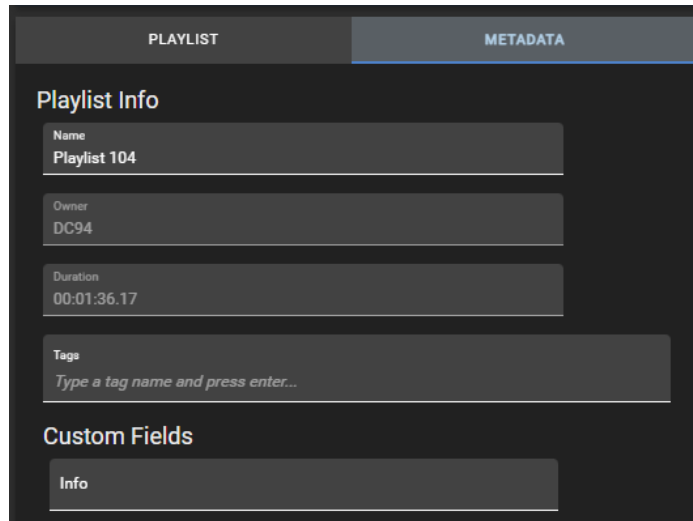 PLAYLIST METADATA
Playlist Info
Name
Playlist 104
Owner
DC94
Duration
00:01:36.17
Tags
Type a tag name and press enter...
Custom Fields
Info